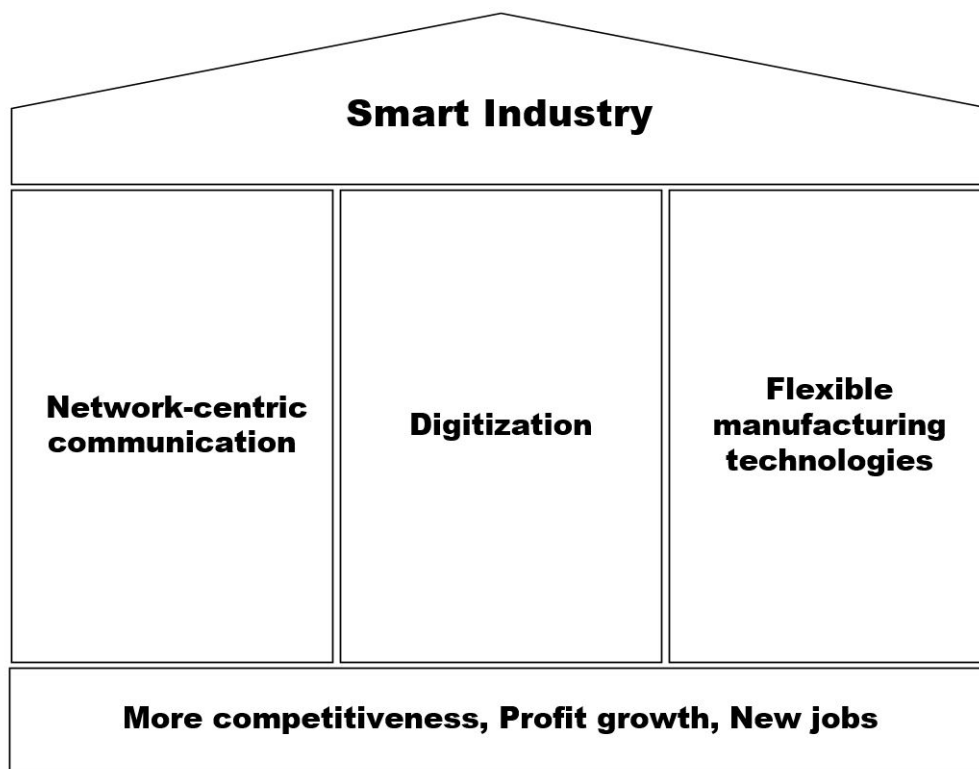 Smart Industry
Network-centric
communication
Digitization
Flexible
manufacturing
technologies
More competitiveness, Profit growth, New jobs